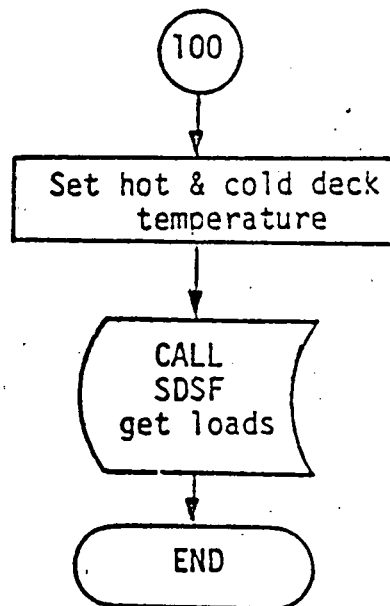 100
Set hot & cold deck
temperature
CALL
SDSF
get loads
END